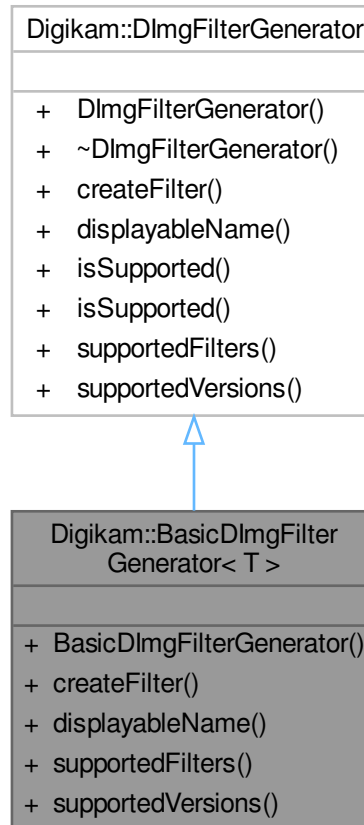 Digikam::DImgFilterGenerator
+ DImgFilterGenerator()
+ ~DImgFilterGenerator()
+ createFilter()
+ displayableName()
+ isSupported()
+ isSupported()
+ supportedFilters()
+ supportedVersions()
Digikam::BasicDImgFilter
Generator< T >
+ BasicDImgFilterGenerator()
+ createFilter()
+ displayableName()
+ supportedFilters()
+ supportedVersions()